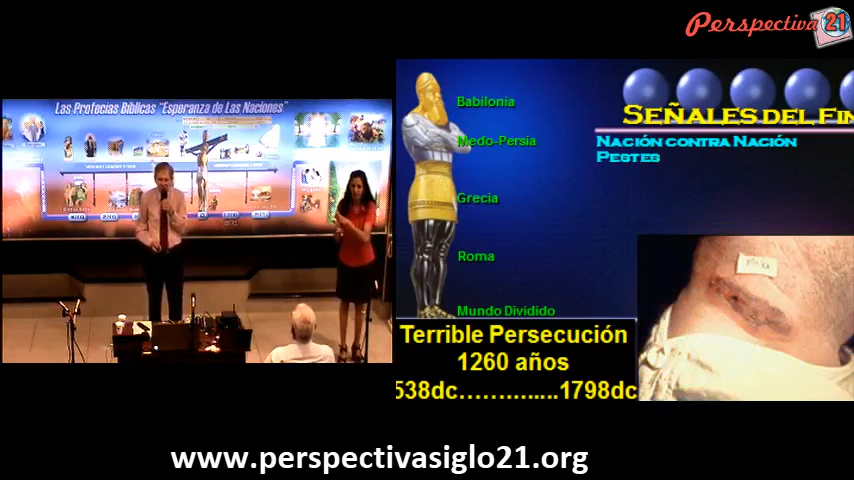 Perspectiva 21
Las Profecías Bíblicas "Esperanza de Las Naciones"
Babilonia
Medo-Persia
Grecia
Roma
Mundo Dividido
SEÑALES DEL FIN
NACIÓN CONTRA NACIÓN
PESTES
Terrible Persecución
1260 años
538dc…….......1798dc
www.perspectivasiglo21.org